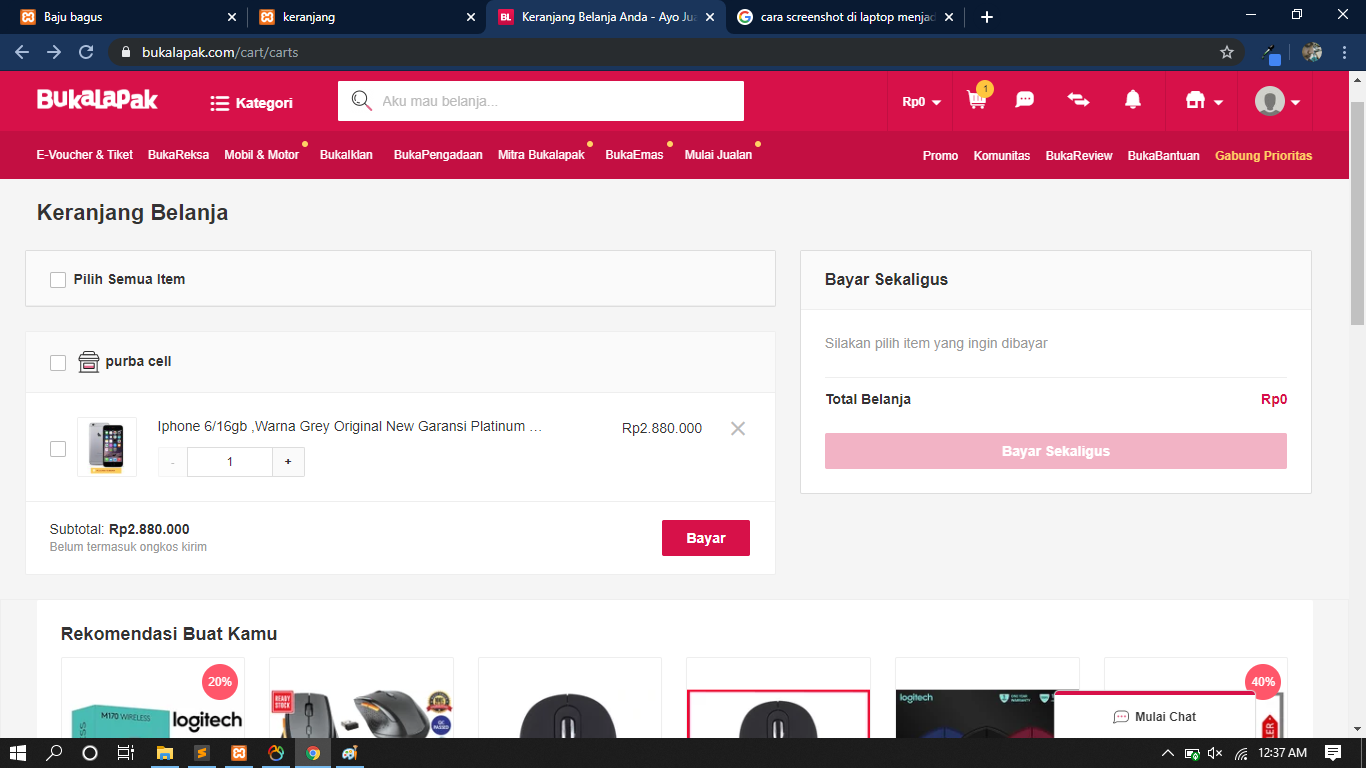 Baju bagus
keranjang
Keranjang Belanja Anda - Ayo Jua
cara screenshot di laptop menjad
bukalapak.com/cart/carts
BukaLapak
Kategori
Aku mau belanja...
Rp0
1
E-Voucher & Tiket BukaReksa Mobil & Motor BukaIklan BukaPengadaan Mitra Bukalapak BukaEmas Mulai Jualan
Promo Komunitas BukaReview BukaBantuan Gabung Prioritas
Keranjang Belanja
Pilih Semua Item
purba cell
Iphone 6/16gb ,Warna Grey Original New Garansi Platinum ...
Rp2.880.000
- 1 +
Subtotal: Rp2.880.000
Belum termasuk ongkos kirim
Bayar
Bayar Sekaligus
Silakan pilih item yang ingin dibayar
Total Belanja Rp0
Bayar Sekaligus
Rekomendasi Buat Kamu
20%
M170 WIRELESS
logitech
READY STOCK
logitech
40%
Mulai Chat
12:37 AM